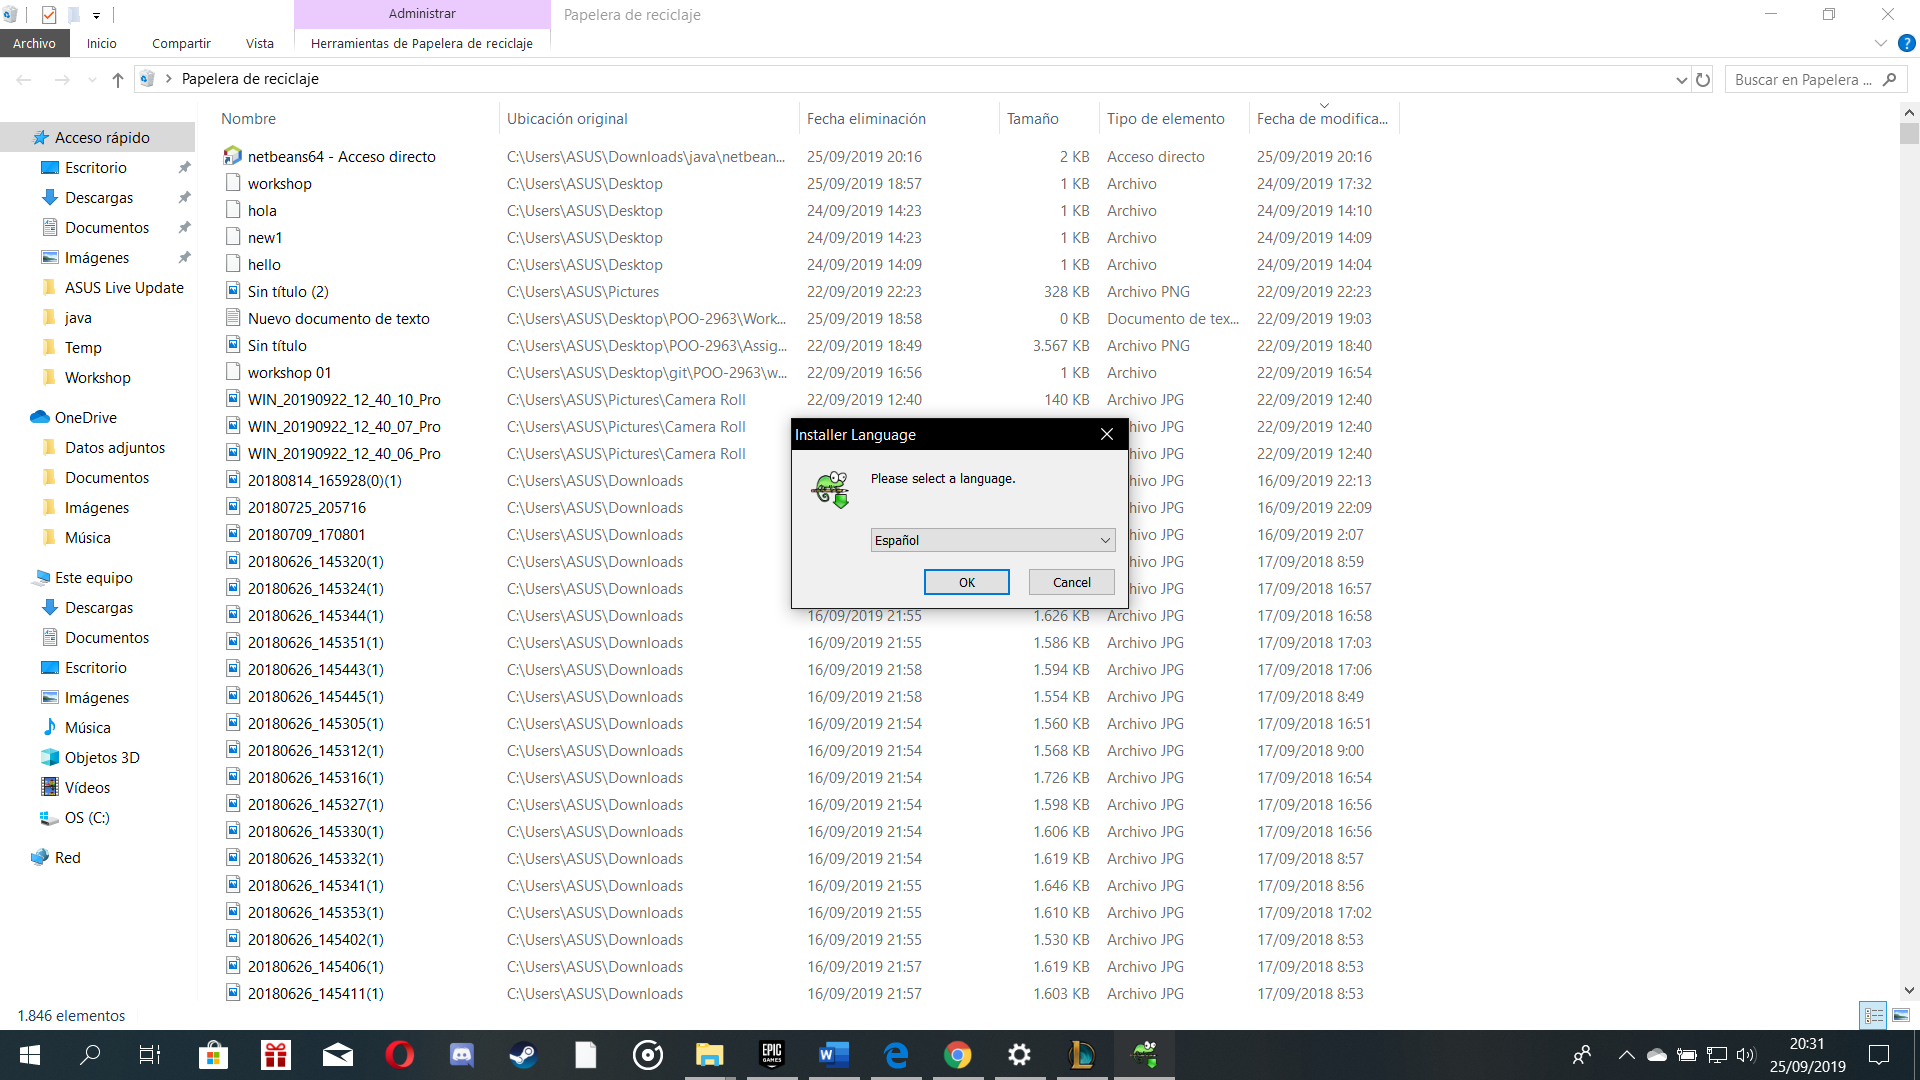 Administrar
Papelera de reciclaje
Archivo Inicio Compartir Vista Herramientas de Papelera de reciclaje
Papelera de reciclaje
Buscar en Papelera ...
Nombre Ubicación original Fecha eliminación Tamaño Tipo de elemento Fecha de modifica...
Acceso rápido
Escritorio
Descargas
Documentos
Imágenes
ASUS Live Update
java
Temp
Workshop
OneDrive
Datos adjuntos
Documentos
Imágenes
Música
Este equipo
Descargas
Documentos
Escritorio
Imágenes
Música
Objetos 3D
Vídeos
OS (C:)
Red
netbeans64 - Acceso directo C:\Users\ASUS\Downloads\java\netbean... 25/09/2019 20:16 2 KB Acceso directo 25/09/2019 20:16
workshop C:\Users\ASUS\Desktop 25/09/2019 18:57 1 KB Archivo 24/09/2019 17:32
hola C:\Users\ASUS\Desktop 24/09/2019 14:23 1 KB Archivo 24/09/2019 14:10
new1 C:\Users\ASUS\Desktop 24/09/2019 14:23 1 KB Archivo 24/09/2019 14:09
hello C:\Users\ASUS\Desktop 24/09/2019 14:09 1 KB Archivo 24/09/2019 14:04
Sin título (2) C:\Users\ASUS\Pictures 22/09/2019 22:23 328 KB Archivo PNG 22/09/2019 22:23
Nuevo documento de texto C:\Users\ASUS\Desktop\POO-2963\Work... 25/09/2019 18:58 0 KB Documento de tex... 22/09/2019 19:03
Sin título C:\Users\ASUS\Desktop\POO-2963\Assig... 22/09/2019 18:49 3.567 KB Archivo PNG 22/09/2019 18:40
workshop 01 C:\Users\ASUS\Desktop\git\POO-2963\w... 22/09/2019 16:56 1 KB Archivo 22/09/2019 16:54
WIN_20190922_12_40_10_Pro C:\Users\ASUS\Pictures\Camera Roll 22/09/2019 12:40 140 KB Archivo JPG 22/09/2019 12:40
WIN_20190922_12_40_07_Pro C:\Users\ASUS\Pictures\Camera Roll hivo JPG 22/09/2019 12:40
WIN_20190922_12_40_06_Pro C:\Users\ASUS\Pictures\Camera Roll hivo JPG 22/09/2019 12:40
20180814_165928(0)(1) C:\Users\ASUS\Downloads hivo JPG 16/09/2019 22:13
20180725_205716 C:\Users\ASUS\Downloads hivo JPG 16/09/2019 22:09
20180709_170801 C:\Users\ASUS\Downloads hivo JPG 16/09/2019 2:07
20180626_145320(1) C:\Users\ASUS\Downloads hivo JPG 17/09/2018 8:59
20180626_145324(1) C:\Users\ASUS\Downloads hivo JPG 17/09/2018 16:57
20180626_145344(1) C:\Users\ASUS\Downloads 16/09/2019 21:55 1.626 KB Archivo JPG 17/09/2018 16:58
20180626_145351(1) C:\Users\ASUS\Downloads 16/09/2019 21:55 1.586 KB Archivo JPG 17/09/2018 17:03
20180626_145443(1) C:\Users\ASUS\Downloads 16/09/2019 21:58 1.594 KB Archivo JPG 17/09/2018 17:06
20180626_145445(1) C:\Users\ASUS\Downloads 16/09/2019 21:58 1.554 KB Archivo JPG 17/09/2018 8:49
20180626_145305(1) C:\Users\ASUS\Downloads 16/09/2019 21:54 1.560 KB Archivo JPG 17/09/2018 16:51
20180626_145312(1) C:\Users\ASUS\Downloads 16/09/2019 21:54 1.568 KB Archivo JPG 17/09/2018 9:00
20180626_145316(1) C:\Users\ASUS\Downloads 16/09/2019 21:54 1.726 KB Archivo JPG 17/09/2018 16:54
20180626_145327(1) C:\Users\ASUS\Downloads 16/09/2019 21:54 1.598 KB Archivo JPG 17/09/2018 16:56
20180626_145330(1) C:\Users\ASUS\Downloads 16/09/2019 21:54 1.606 KB Archivo JPG 17/09/2018 16:56
20180626_145332(1) C:\Users\ASUS\Downloads 16/09/2019 21:54 1.619 KB Archivo JPG 17/09/2018 8:57
20180626_145341(1) C:\Users\ASUS\Downloads 16/09/2019 21:55 1.646 KB Archivo JPG 17/09/2018 8:56
20180626_145353(1) C:\Users\ASUS\Downloads 16/09/2019 21:55 1.610 KB Archivo JPG 17/09/2018 17:02
20180626_145402(1) C:\Users\ASUS\Downloads 16/09/2019 21:55 1.530 KB Archivo JPG 17/09/2018 8:53
20180626_145406(1) C:\Users\ASUS\Downloads 16/09/2019 21:57 1.619 KB Archivo JPG 17/09/2018 8:53
20180626_145411(1) C:\Users\ASUS\Downloads 16/09/2019 21:57 1.603 KB Archivo JPG 17/09/2018 8:53
Installer Language
Please select a language.
Español
OK Cancel
1.846 elementos
EPIC
GAMES
20:31
25/09/2019